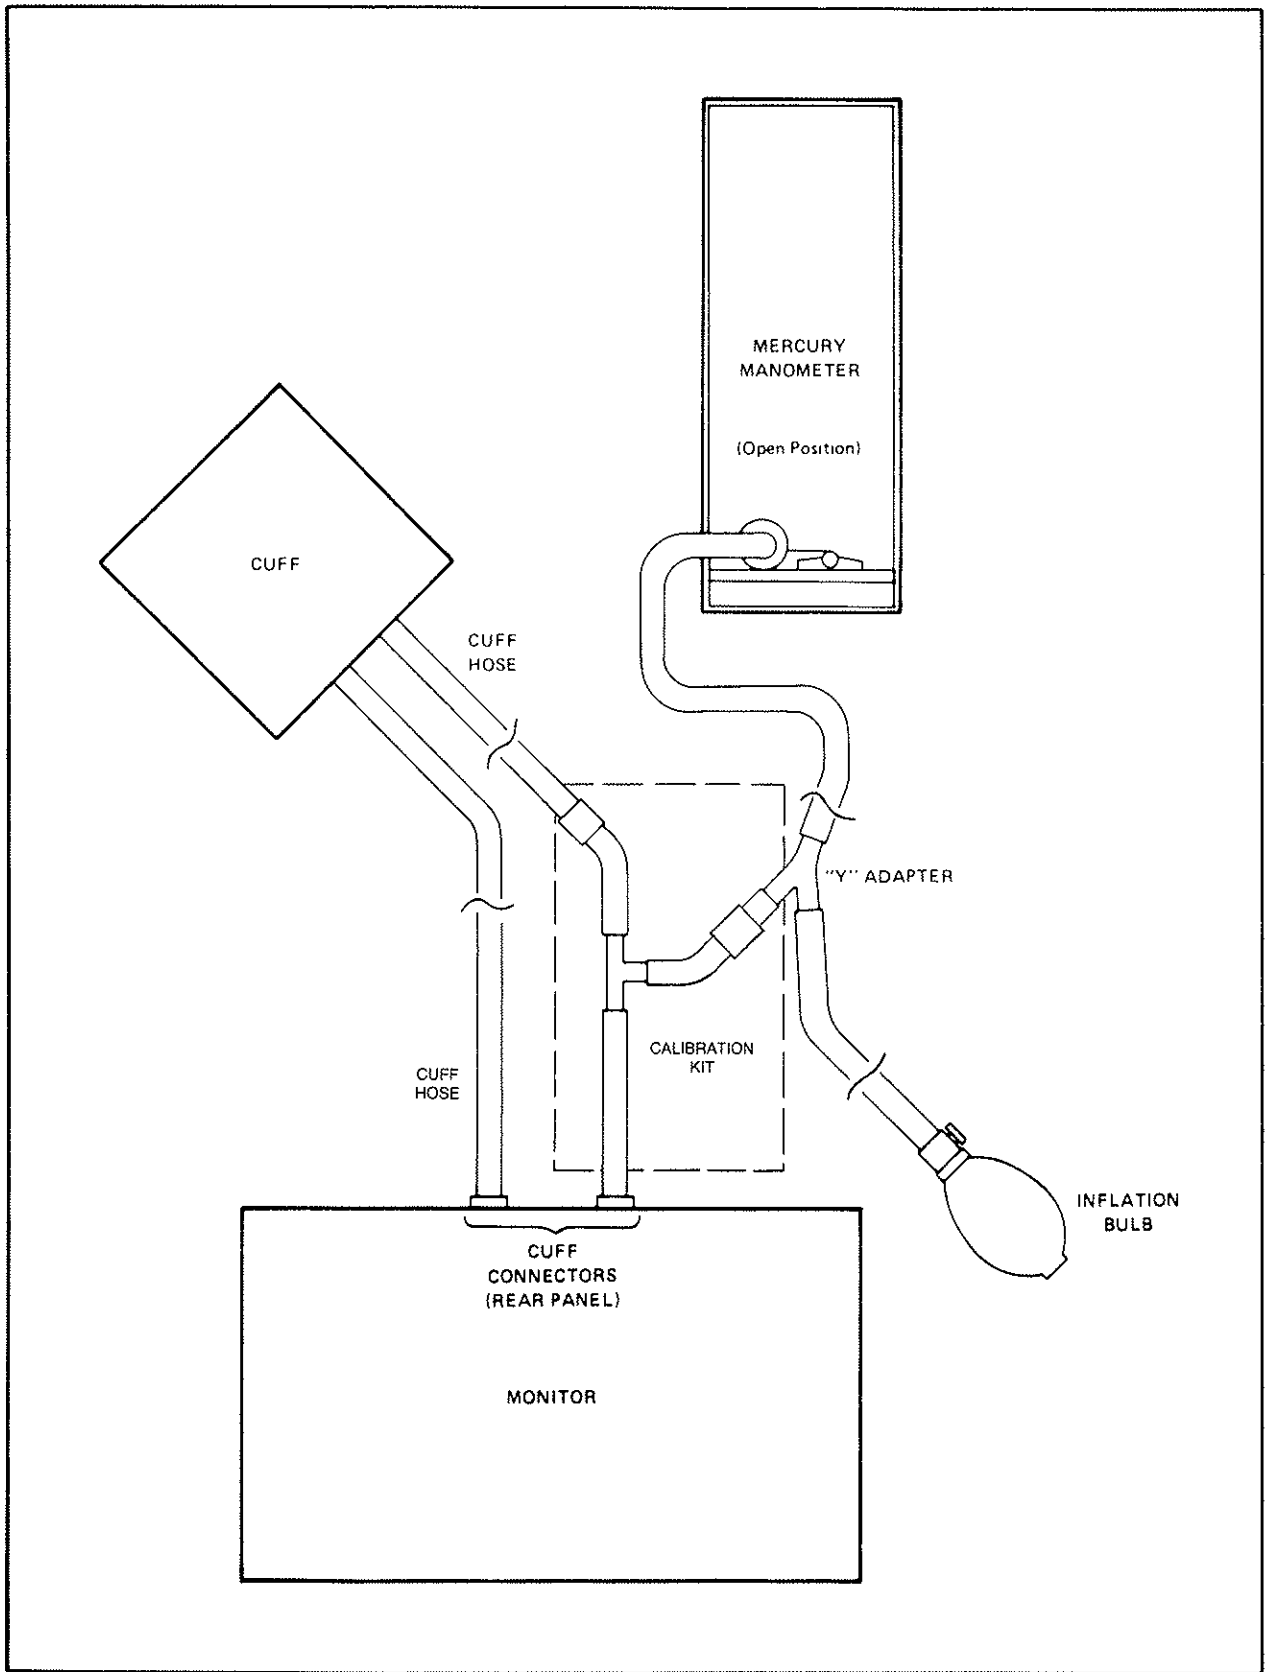 MERCURY
MANOMETER
(Open Position)
CUFF
CUFF
HOSE
"Y" ADAPTER
CALIBRATION
KIT
CUFF
HOSE
INFLATION
BULB
CUFF
CONNECTORS
(REAR PANEL)
MONITOR